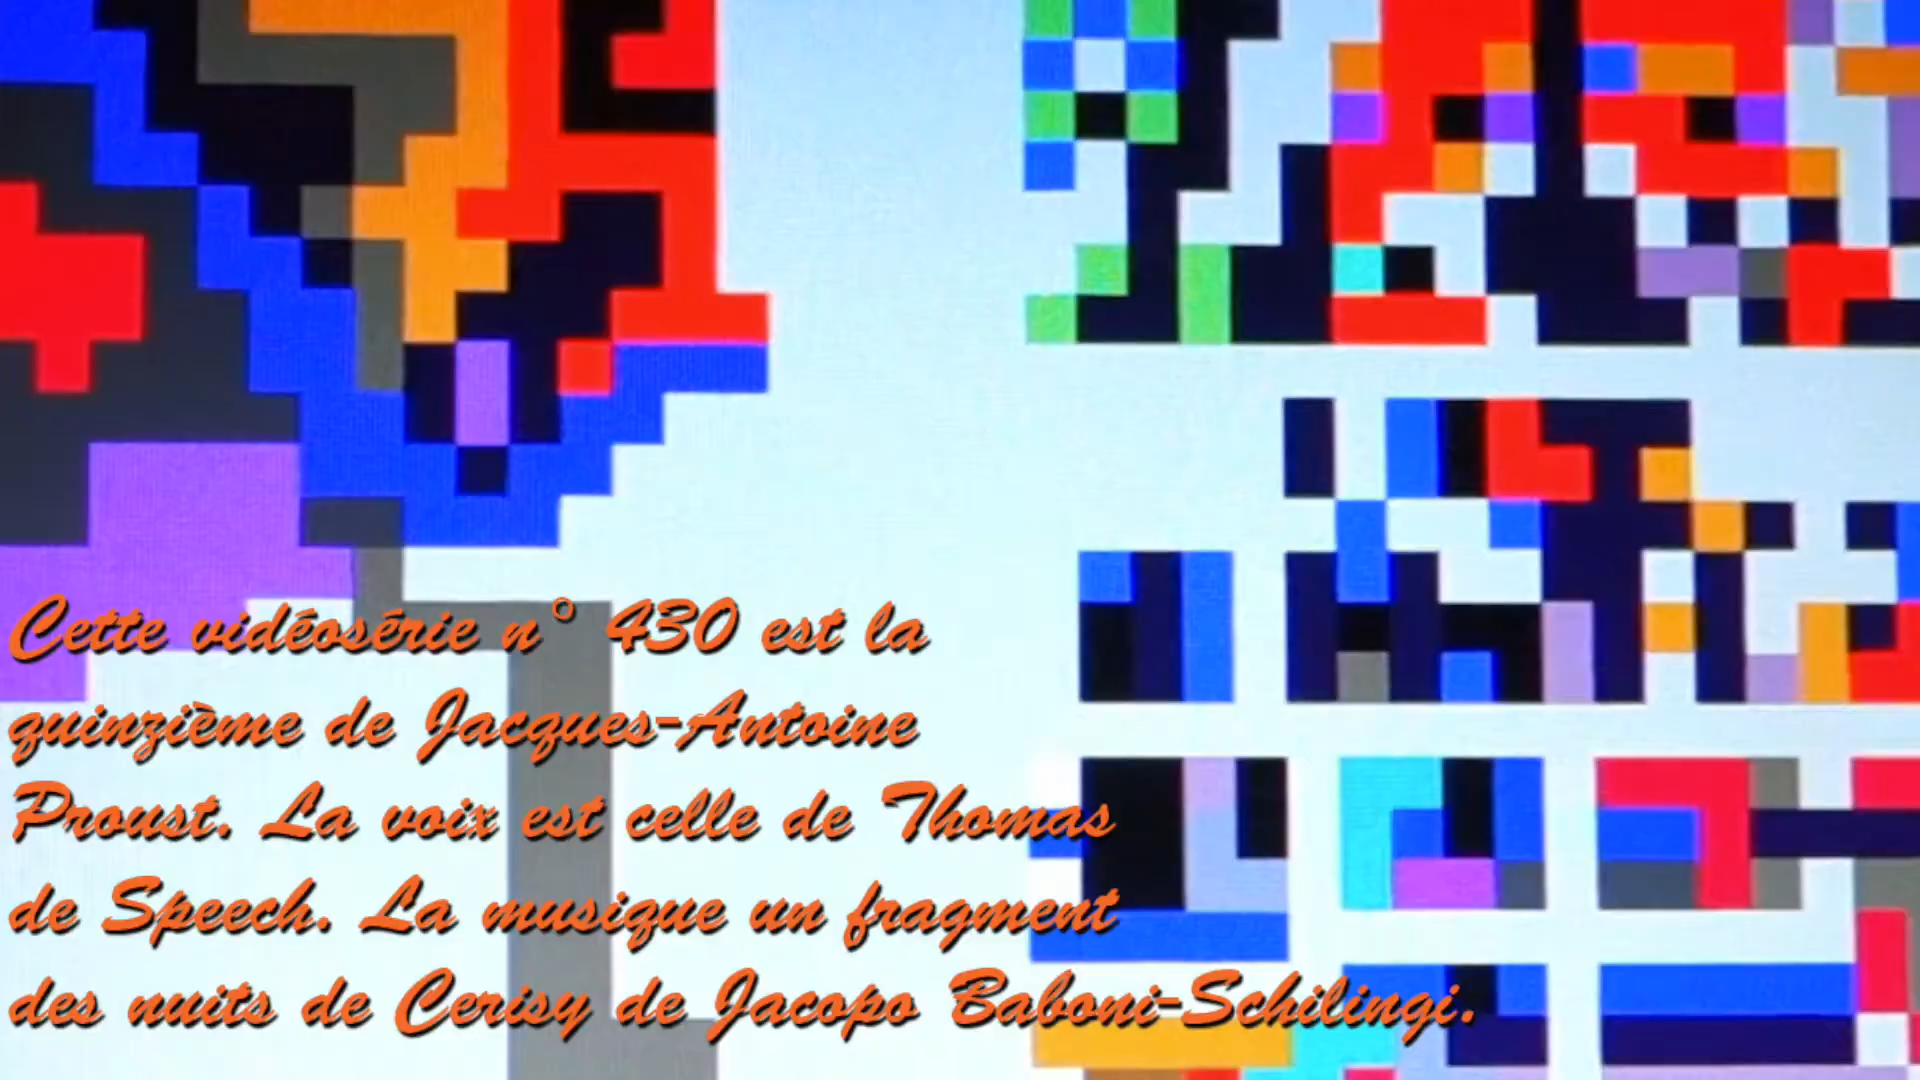 Cette vidéosérie n° 430 est la
quinzième de Jacques-Antoine
Proust. La voix est celle de Thomas
de Speech. La musique un fragment
des nuits de Cerisy de Jacopo Baboni-Schilingi.